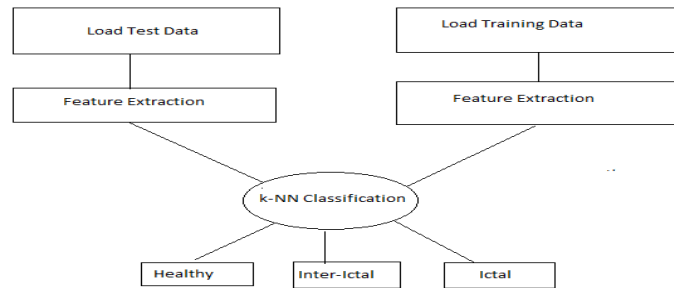 Load Test Data
Load Training Data
Feature Extraction
Feature Extraction
k-NN Classification
Healthy
Inter-Ictal
Ictal